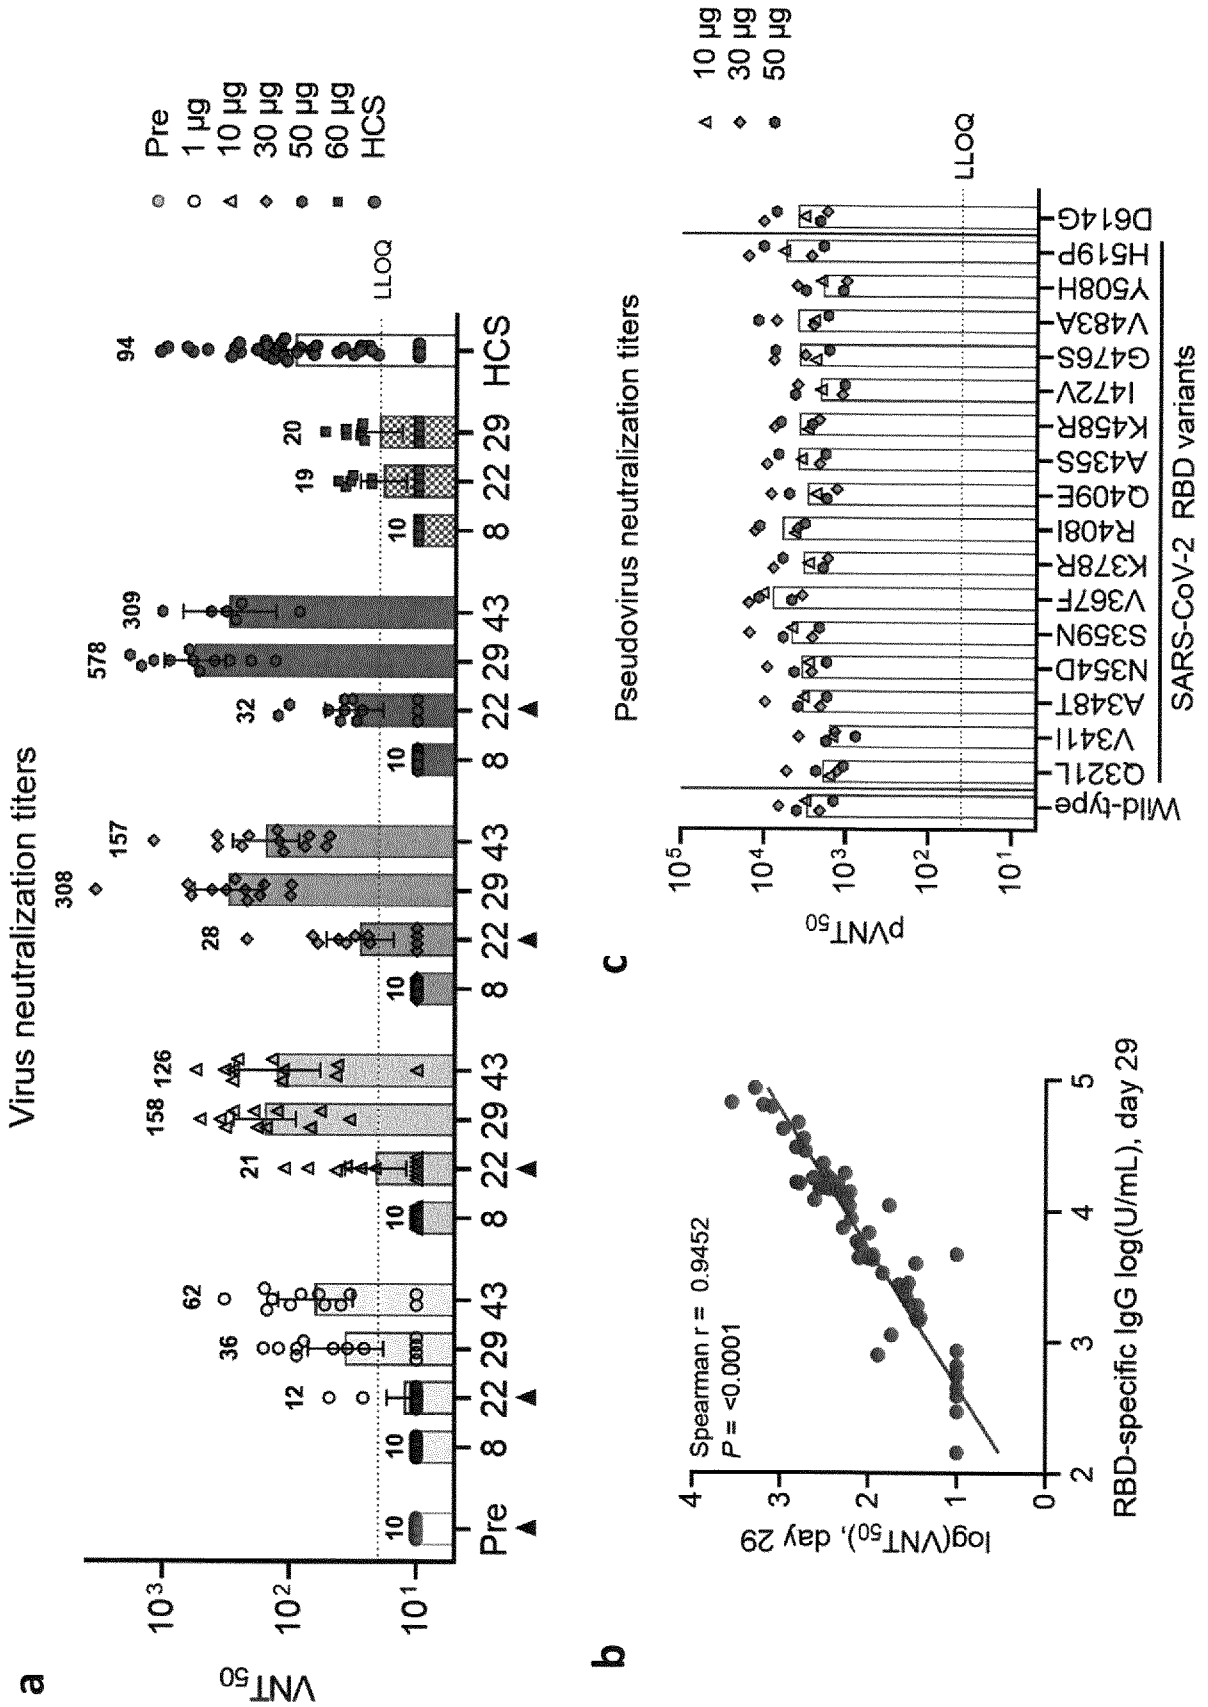 a
Virus neutralization titers
VNT50
10³
10²
10¹
10 10 12 36 62 10 21 158 126 10 28 308 157 10 32 578 309 10 19 20 94
LLOQ
Pre 8 22 29 43 8 22 29 43 8 22 29 43 8 22 29 43 8 22 29 HCS
Pre
1 µg
10 µg
30 µg
50 µg
60 µg
HCS
b
Spearman r = 0.9452
P = <0.0001
log(VNT50), day 29
4
3
2
1
0
2 3 4 5
RBD-specific IgG log(U/mL), day 29
c
Pseudovirus neutralization titers
pVNT50
10⁵
10⁴
10³
10²
10¹
LLOQ
10 µg
30 µg
50 µg
Wild-type
Q321L
V341I
A348T
N354D
S359N
V367F
K378R
R408I
Q409E
A435S
K458R
I472V
G476S
V483A
Y508H
H519P
D614G
SARS-CoV-2 RBD variants